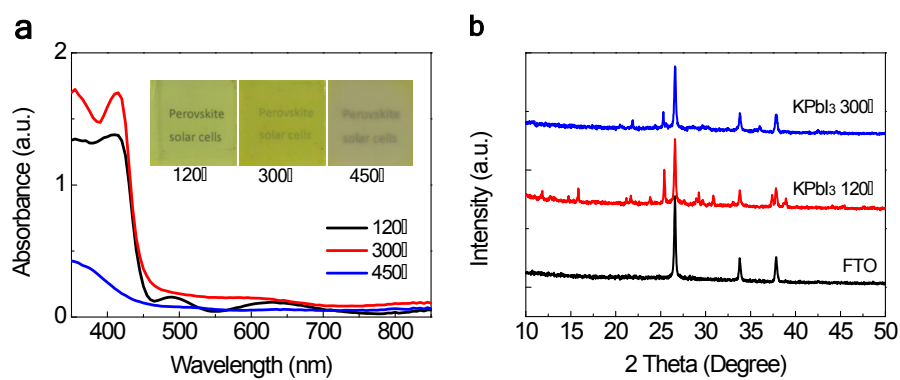 a
2
1
0
Absorbance (a.u.)
400 500 600 700 800
Wavelength (nm)
Perovskite
solar cells
Perovskite
solar cells
Perovskite
solar cells
120▯ 300▯ 450▯
120▯
300▯
450▯
b
Intensity (a.u.)
KPbI₃ 300▯
KPbI₃ 120▯
FTO
10 15 20 25 30 35 40 45 50
2 Theta (Degree)